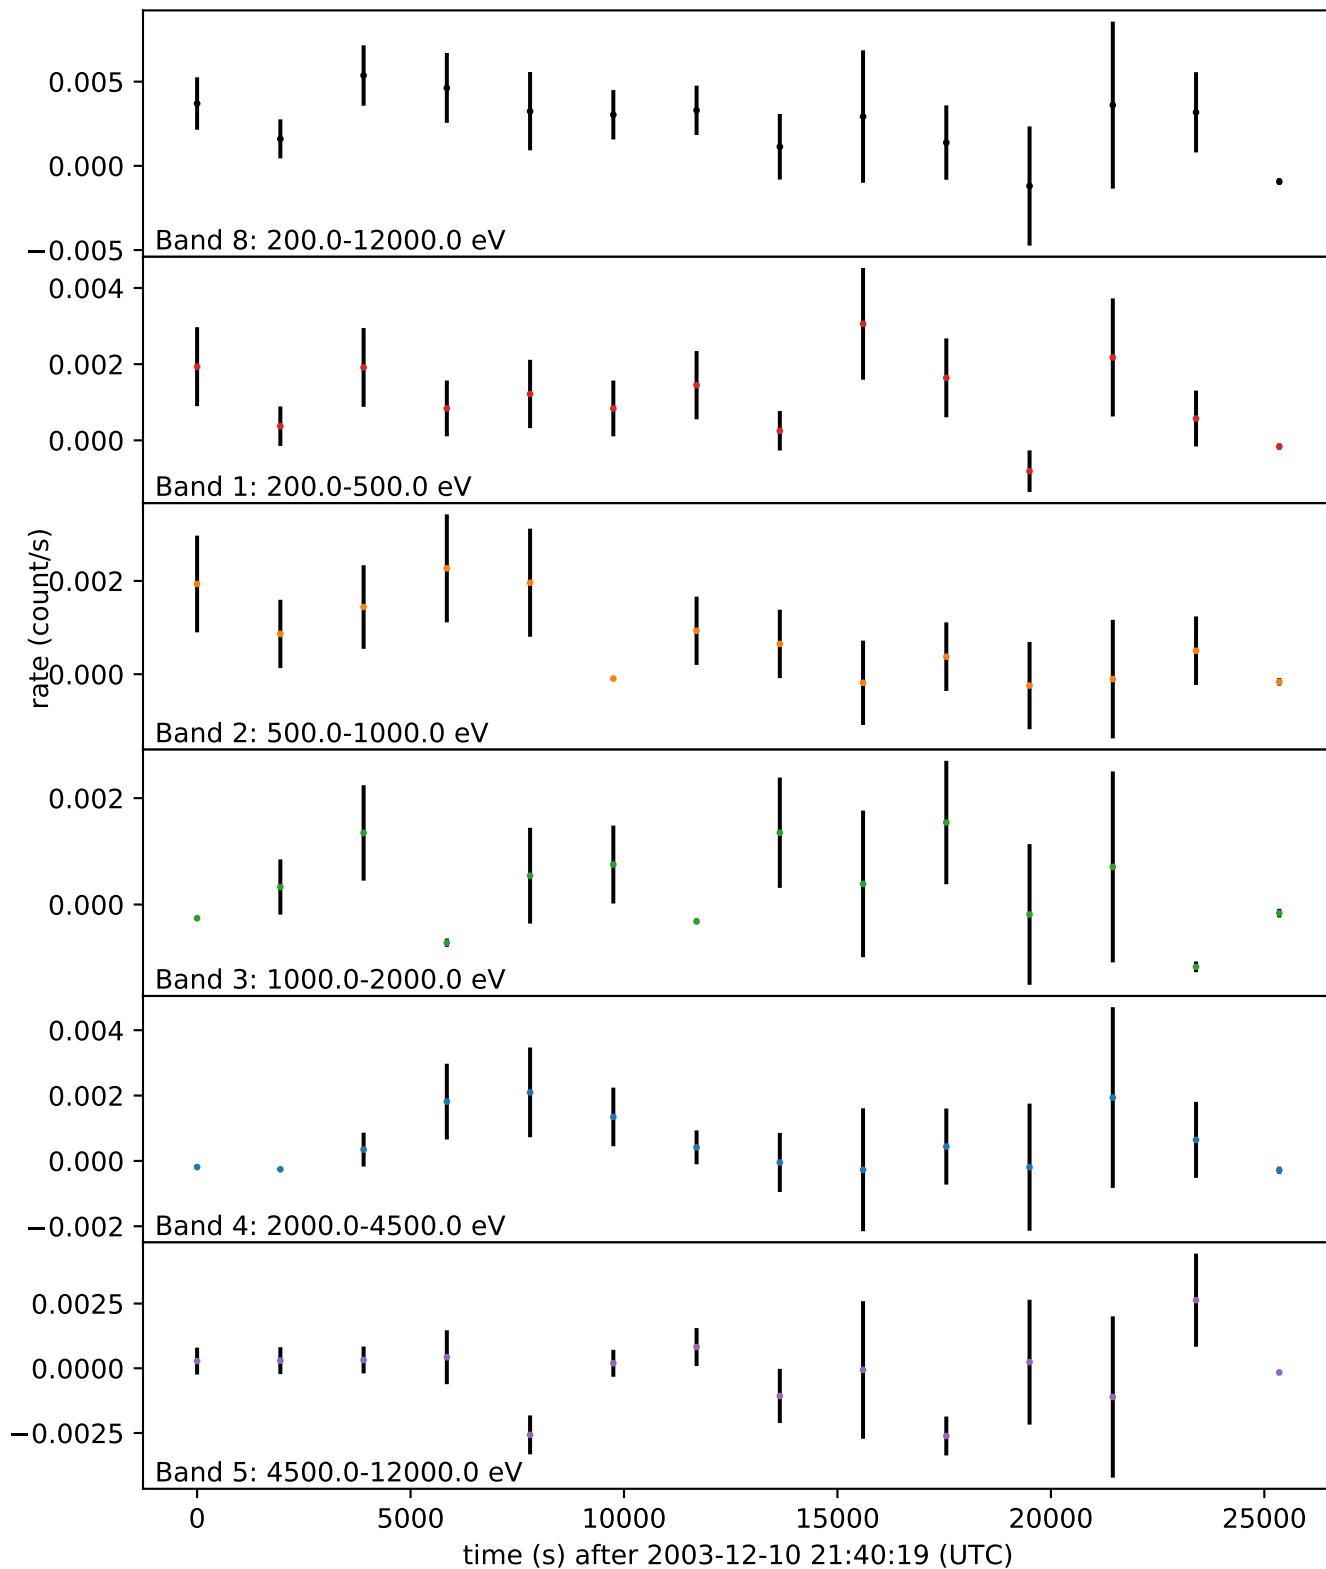 0.005
0.000
−0.005
Band 8: 200.0-12000.0 eV
0.004
0.002
0.000
Band 1: 200.0-500.0 eV
rate (count/s)
0.002
0.000
Band 2: 500.0-1000.0 eV
0.002
0.000
Band 3: 1000.0-2000.0 eV
0.004
0.002
0.000
−0.002
Band 4: 2000.0-4500.0 eV
0.0025
0.0000
−0.0025
Band 5: 4500.0-12000.0 eV
0 5000 10000 15000 20000 25000
time (s) after 2003-12-10 21:40:19 (UTC)